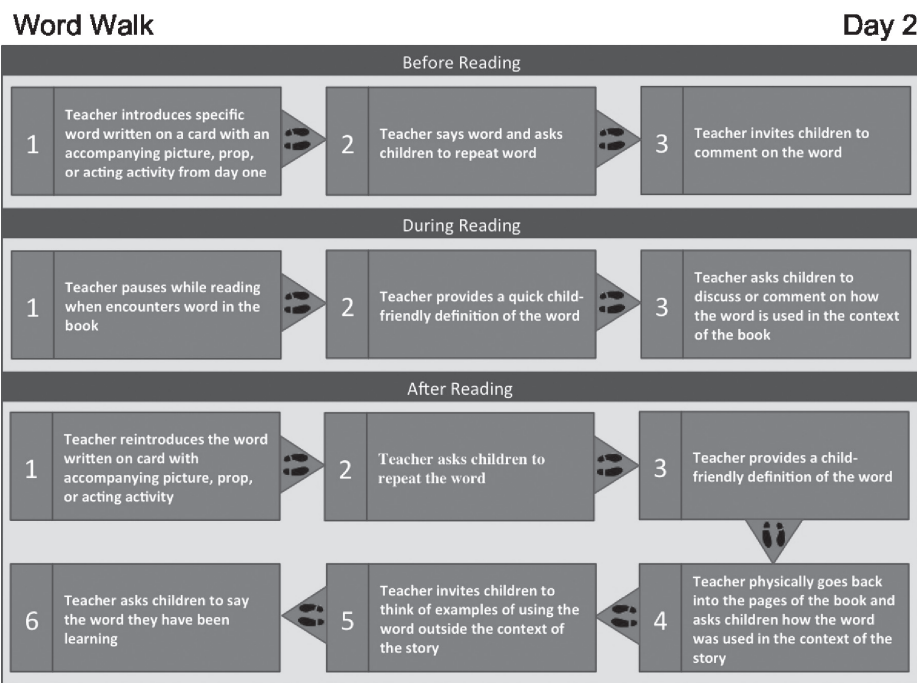 Word Walk
Day 2
Before Reading
1
Teacher introduces specific
word written on a card with an
accompanying picture, prop,
or acting activity from day one
2
Teacher says word and asks
children to repeat word
3
Teacher invites children to
comment on the word
During Reading
1
Teacher pauses while reading
when encounters word in the
book
2
Teacher provides a quick child-
friendly definition of the word
3
Teacher asks children to
discuss or comment on how
the word is used in the context
of the book
After Reading
1
Teacher reintroduces the word
written on card with
accompanying picture, prop,
or acting activity
2
Teacher asks children to
repeat the word
3
Teacher provides a child-
friendly definition of the word
4
Teacher physically goes back
into the pages of the book and
asks children how the word
was used in the context of the
story
5
Teacher invites children to
think of examples of using the
word outside the context of
the story
6
Teacher asks children to say
the word they have been
learning